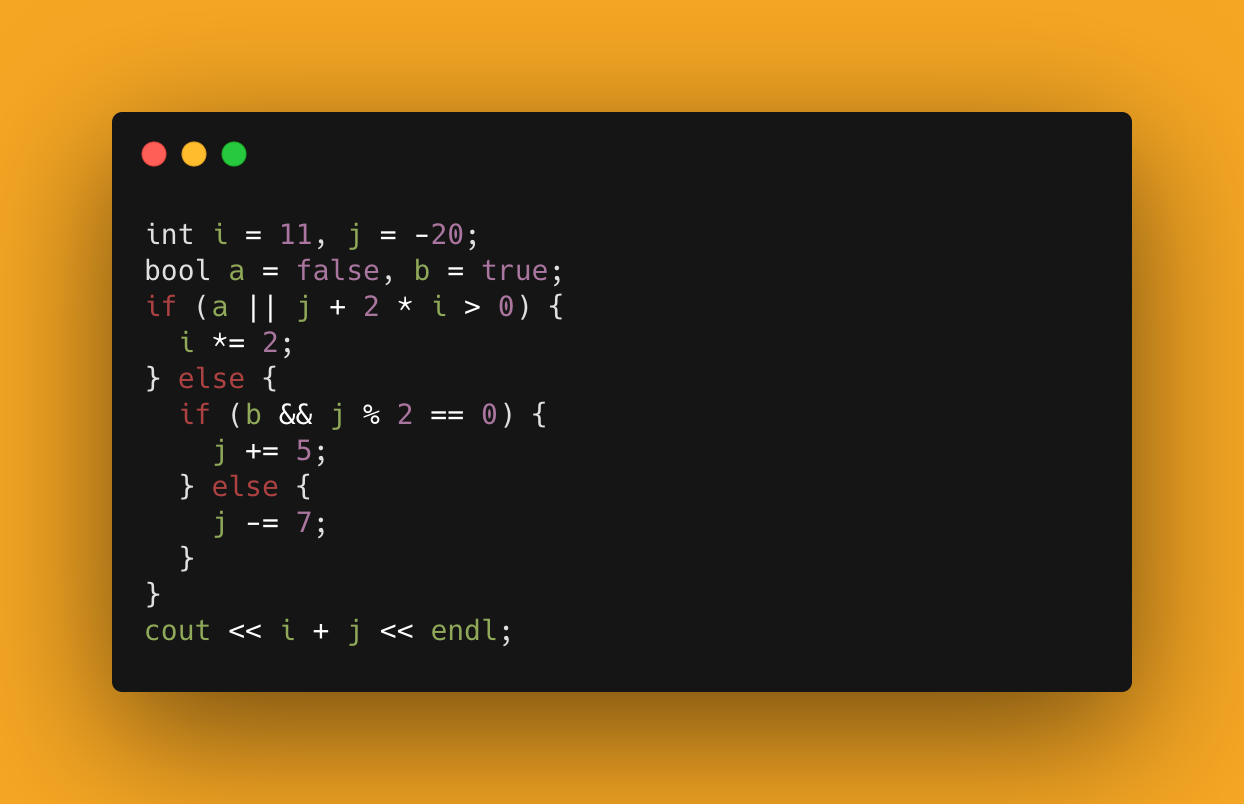 int i = 11, j = -20;
bool a = false, b = true;
if (a || j + 2 * i > 0) {
  i *= 2;
} else {
  if (b && j % 2 == 0) {
    j += 5;
  } else {
    j -= 7;
  }
}
cout << i + j << endl;